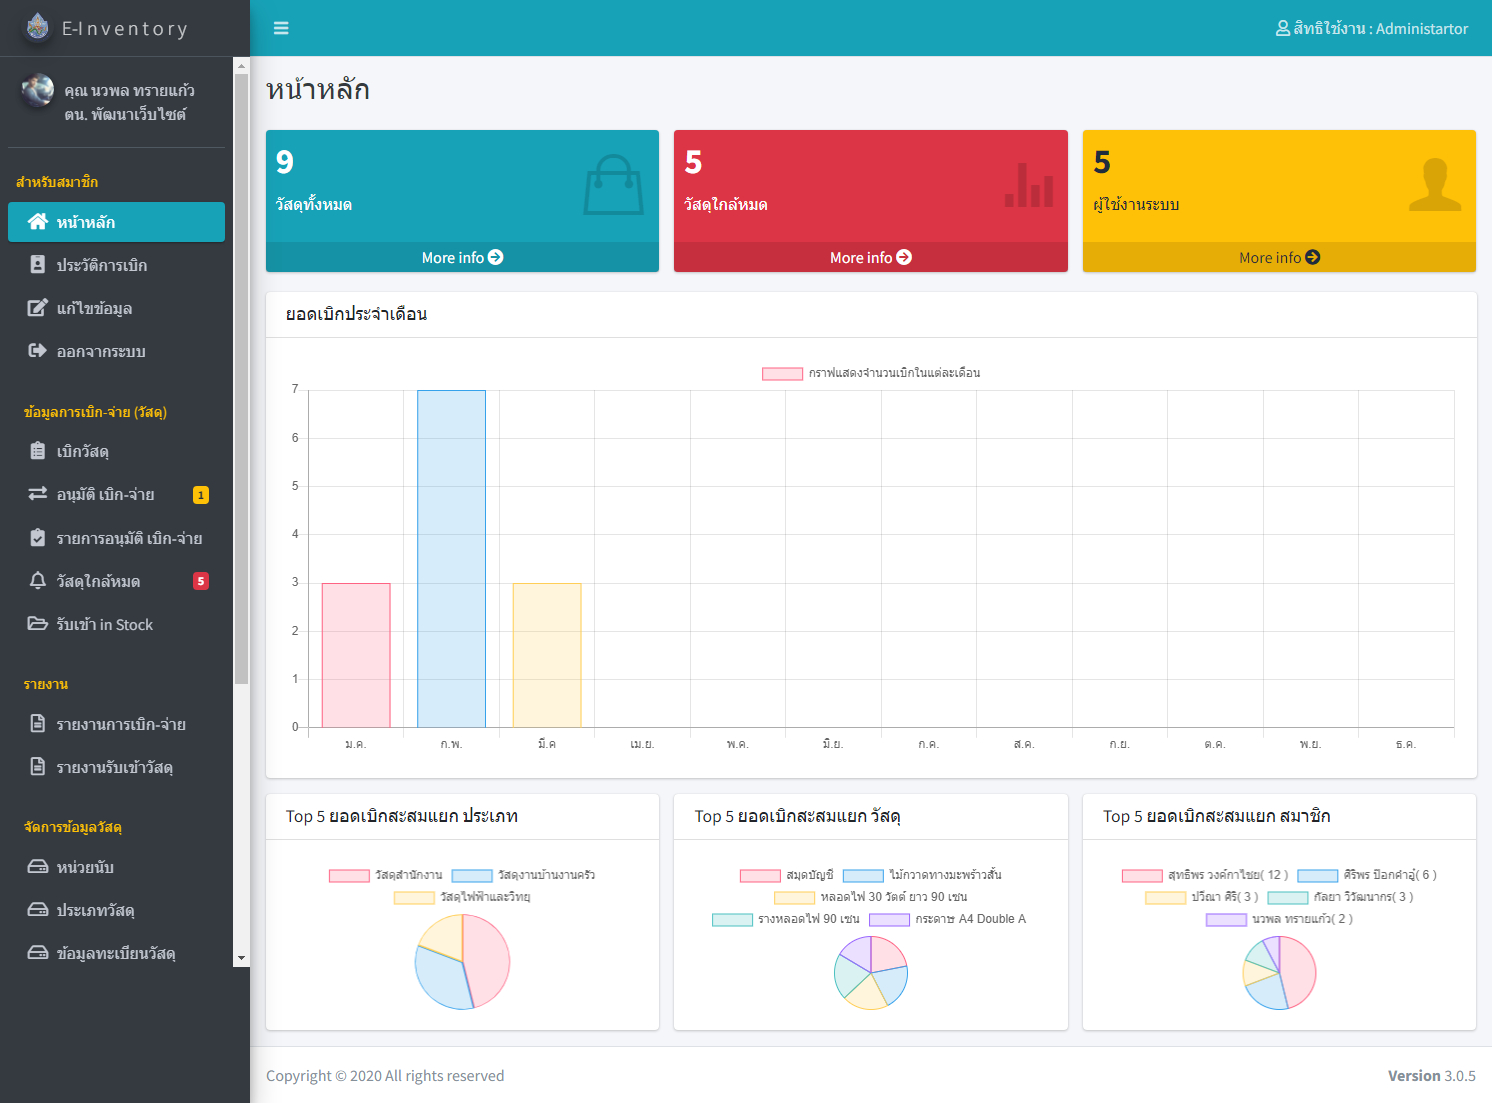 E-Inventory
สิทธิใช้งาน : Administartor
คุณ นวพล ทรายแก้ว
ตน. พัฒนาเว็บไซต์
สำหรับสมาชิก
หน้าหลัก
ประวัติการเบิก
แก้ไขข้อมูล
ออกจากระบบ
ข้อมูลการเบิก-จ่าย (วัสดุ)
เบิกวัสดุ
อนุมัติ เบิก-จ่าย 1
รายการอนุมัติ เบิก-จ่าย
วัสดุใกล้หมด 5
รับเข้า in Stock
รายงาน
รายงานการเบิก-จ่าย
รายงานรับเข้าวัสดุ
จัดการข้อมูลวัสดุ
หน่วยนับ
ประเภทวัสดุ
ข้อมูลทะเบียนวัสดุ
หน้าหลัก
9
วัสดุทั้งหมด
More info
5
วัสดุใกล้หมด
More info
5
ผู้ใช้งานระบบ
More info
ยอดเบิกประจำเดือน
กราฟแสดงจำนวนเบิกในแต่ละเดือน
7
6
5
4
3
2
1
0
ม.ค. ก.พ. มี.ค เม.ย. พ.ค. มิ.ย. ก.ค. ส.ค. ก.ย. ต.ค. พ.ย. ธ.ค.
Top 5 ยอดเบิกสะสมแยก ประเภท
วัสดุสำนักงาน วัสดุงานบ้านงานครัว
วัสดุไฟฟ้าและวิทยุ
Top 5 ยอดเบิกสะสมแยก วัสดุ
สมุดบัญชี ไม้กวาดทางมะพร้าวสั้น
หลอดไฟ 30 วัตต์ ยาว 90 เซน
รางหลอดไฟ 90 เซน กระดาษ A4 Double A
Top 5 ยอดเบิกสะสมแยก สมาชิก
สุทธิพร วงค์กาไชย( 12 ) ศิริพร ป๊อกคำอู้( 6 )
ปวีณา ศิริ( 3 ) กัลยา วิวัฒนากร( 3 )
นวพล ทรายแก้ว( 2 )
Copyright © 2020 All rights reserved
Version 3.0.5